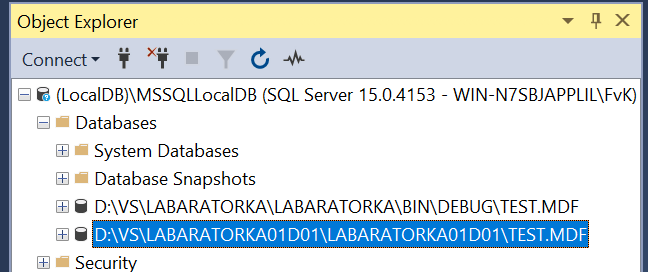 Object Explorer
Connect
(LocalDB)\MSSQLLocalDB (SQL Server 15.0.4153 - WIN-N7SBJAPPLIL\FvK)
Databases
System Databases
Database Snapshots
D:\VS\LABARATORKA\LABARATORKA\BIN\DEBUG\TEST.MDF
D:\VS\LABARATORKA01D01\LABARATORKA01D01\TEST.MDF
Security